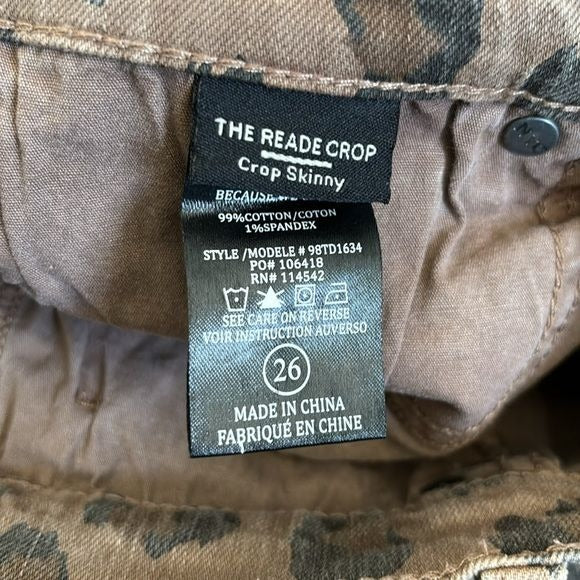 THE READE CROP
Crop Skinny
BECAUSE
99%COTTON/COTON
1%SPANDEX
STYLE /MODELE # 98TD1634
PO# 106418
RN# 114542
SEE CARE ON REVERSE
VOIR INSTRUCTION AUVERSO
26
MADE IN CHINA
FABRIQUÉ EN CHINE